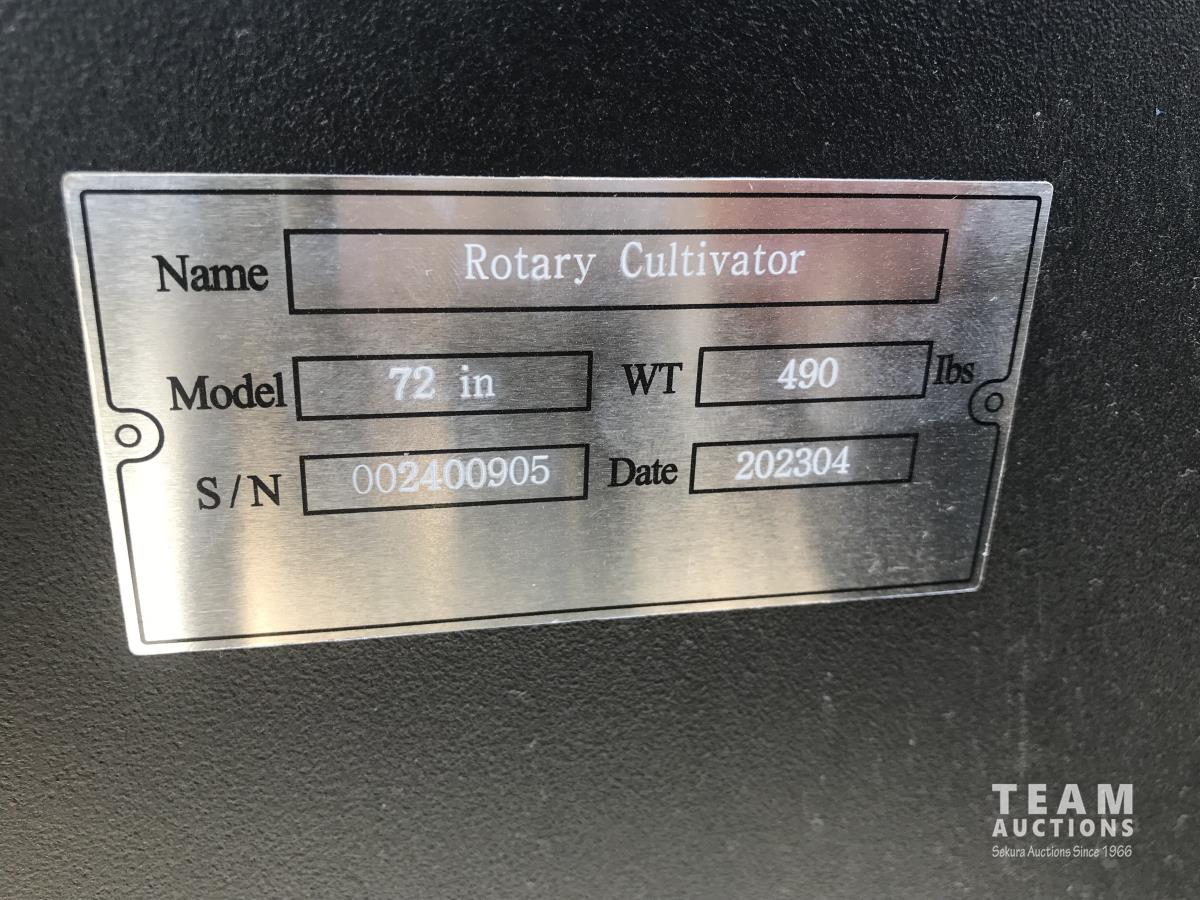 Name Rotary Cultivator
Model 72 in WT 490 lbs
S/N 002400905 Date 202304
TEAM
AUCTIONS
Sekura Auctions Since 1966